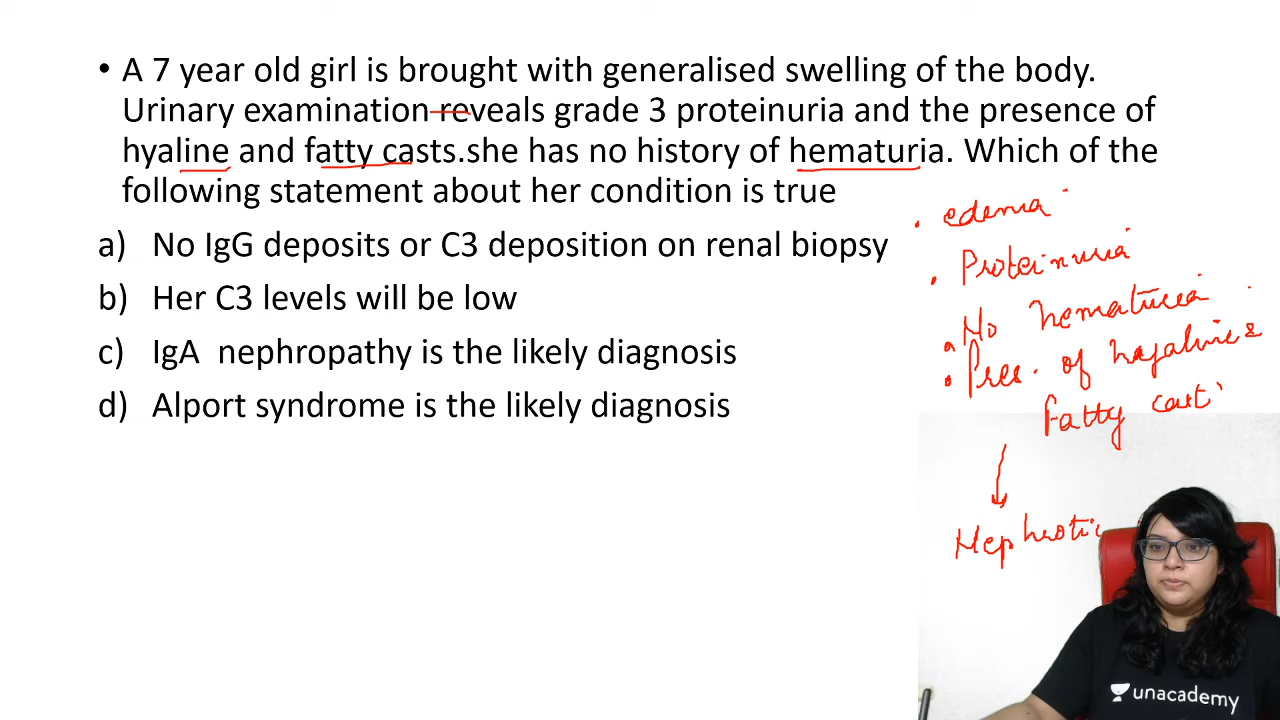 • A 7 year old girl is brought with generalised swelling of the body.
Urinary examination reveals grade 3 proteinuria and the presence of
hyaline and fatty casts.she has no history of hematuria. Which of the
following statement about her condition is true
a) No IgG deposits or C3 deposition on renal biopsy
b) Her C3 levels will be low
c) IgA nephropathy is the likely diagnosis
d) Alport syndrome is the likely diagnosis
• edema
• Proteinuria
• No hematuria
• Pres. of hyaline &
Fatty cast
Nephrotic
unacademy